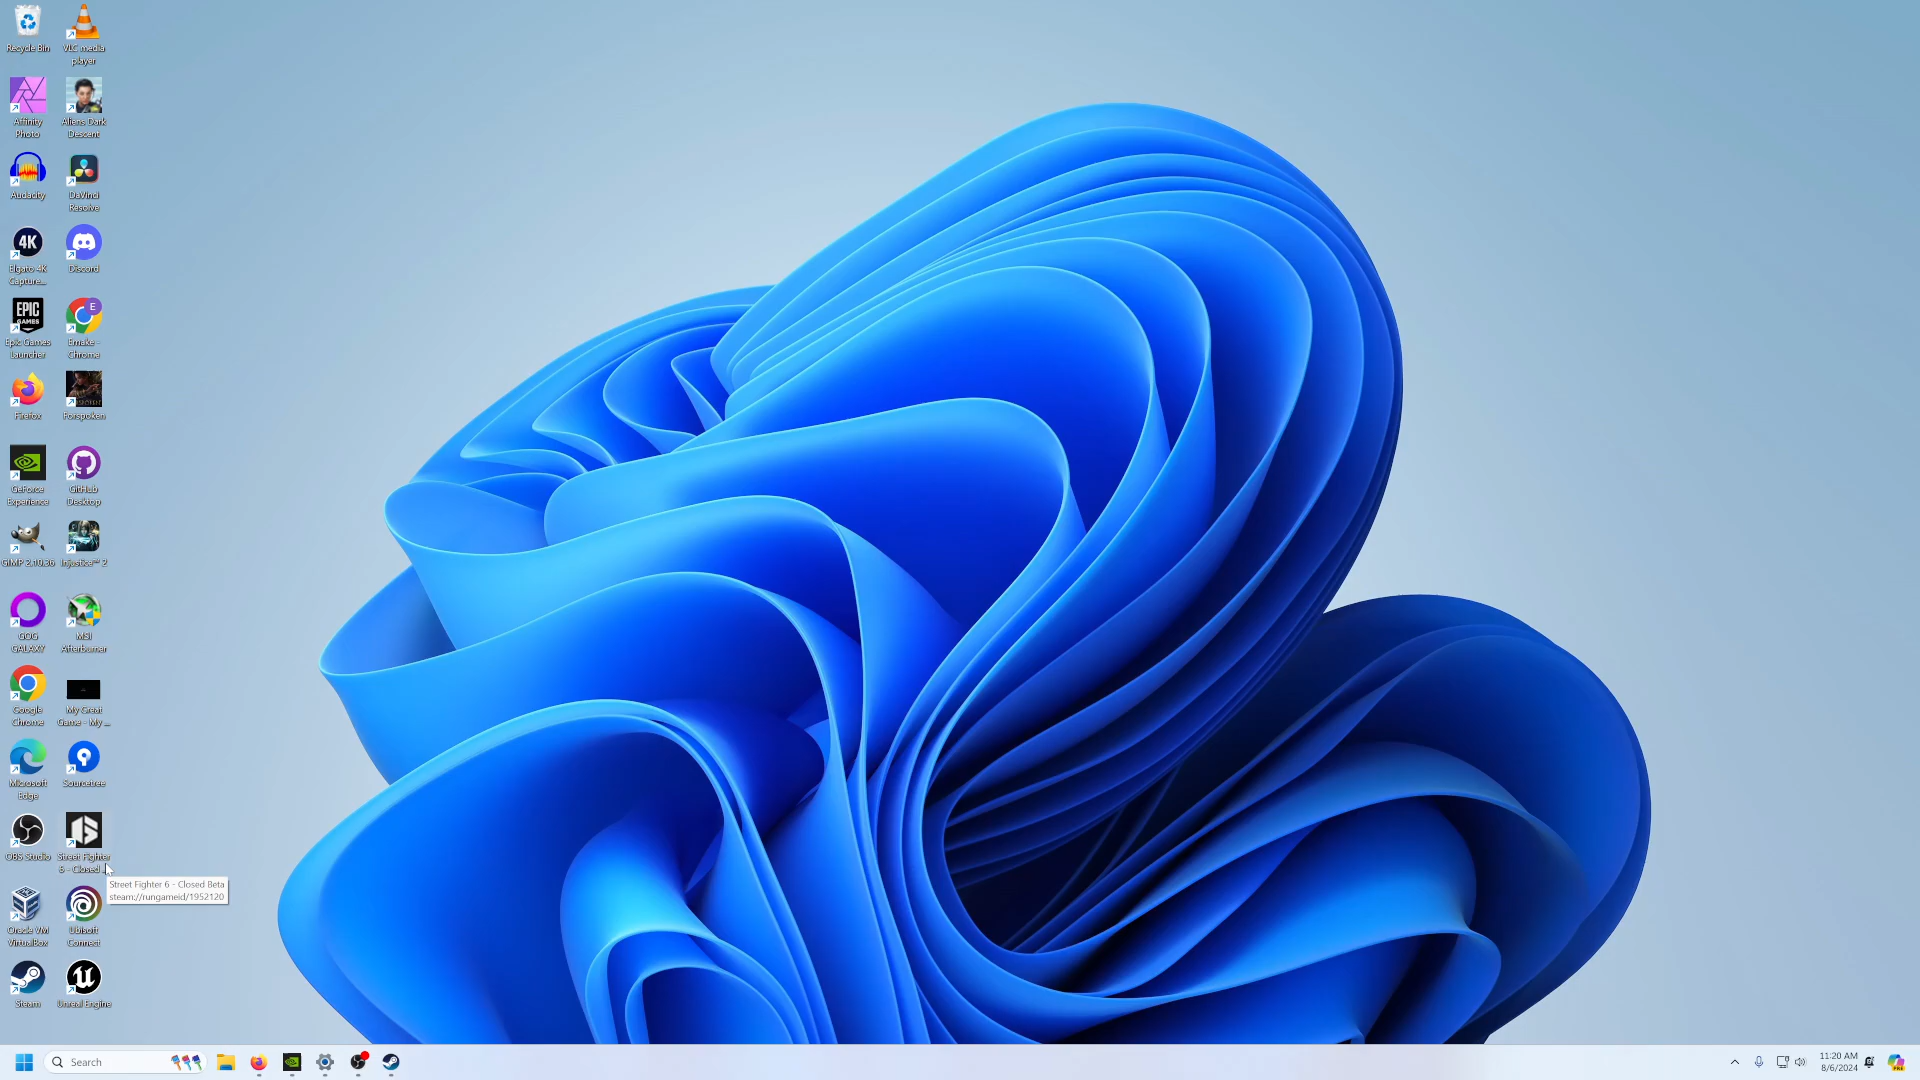 Recycle Bin
VLC media
player
Affinity
Photo
Aliens Dark
Descent
Audacity
DaVinci
Resolve
4K
Elgato 4K
Capture...
Discord
EPIC
GAMES
Epic Games
Launcher
E
Emake -
Chrome
Firefox
Forspoken
GeForce
Experience
GitHub
Desktop
GIMP 2.10.36
Injustice™ 2
GOG
GALAXY
MSI
Afterburner
Google
Chrome
My Great
Game - My ...
Microsoft
Edge
Sourcetree
OBS Studio
Street Fighter
6 - Closed ...
Street Fighter 6 - Closed Beta
steam://rungameid/1952120
Oracle VM
VirtualBox
Ubisoft
Connect
Steam
Unreal Engine
Search
11:20 AM
8/6/2024
PRE